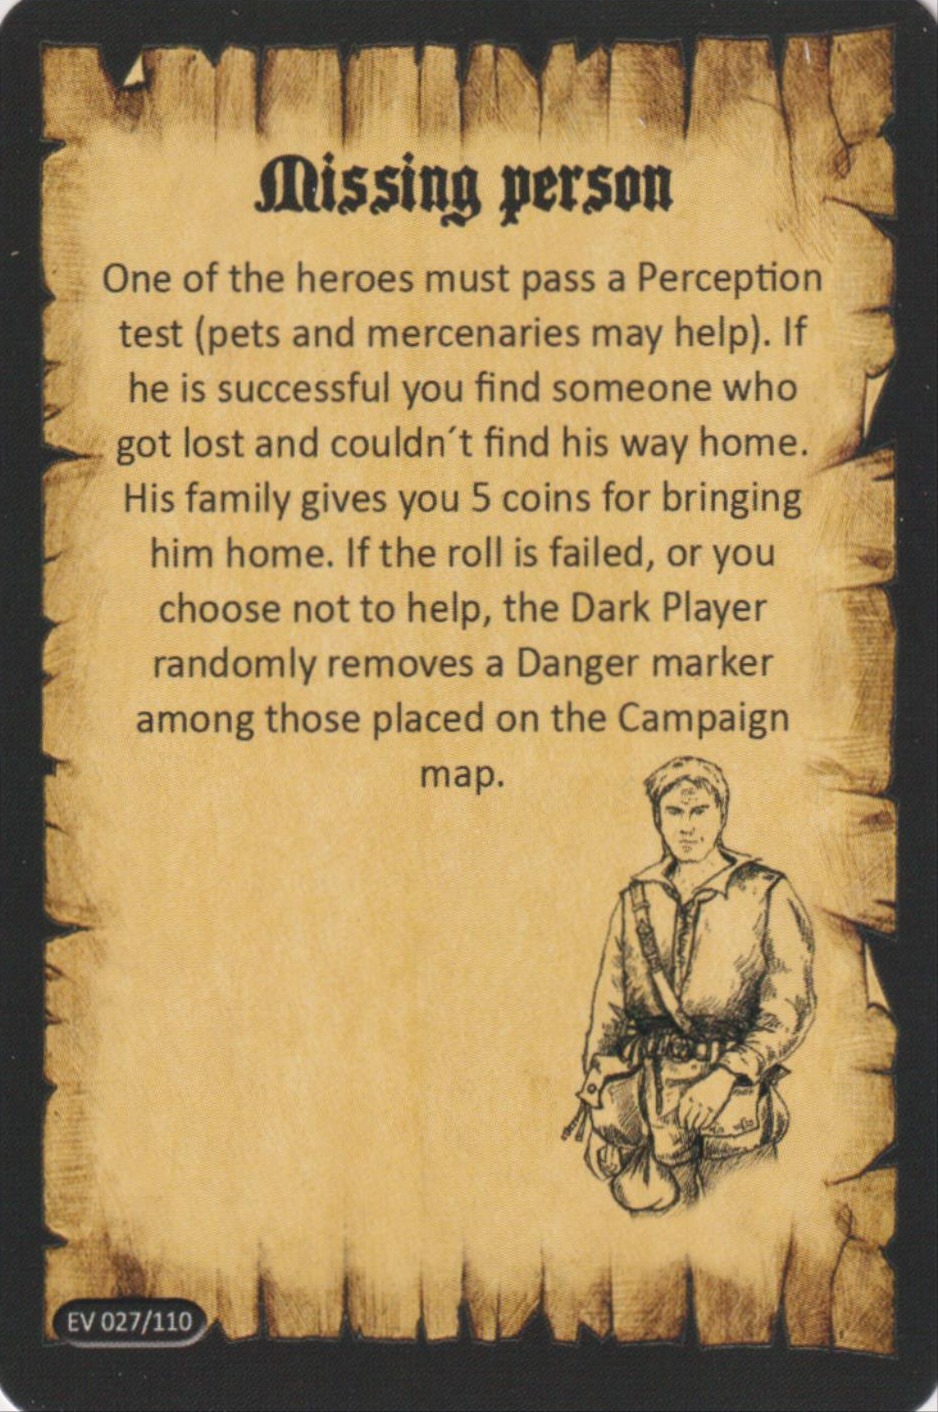 Missing person
One of the heroes must pass a Perception
test (pets and mercenaries may help). If
he is successful you find someone who
got lost and couldn´t find his way home.
His family gives you 5 coins for bringing
him home. If the roll is failed, or you
choose not to help, the Dark Player
randomly removes a Danger marker
among those placed on the Campaign
map.
EV 027/110